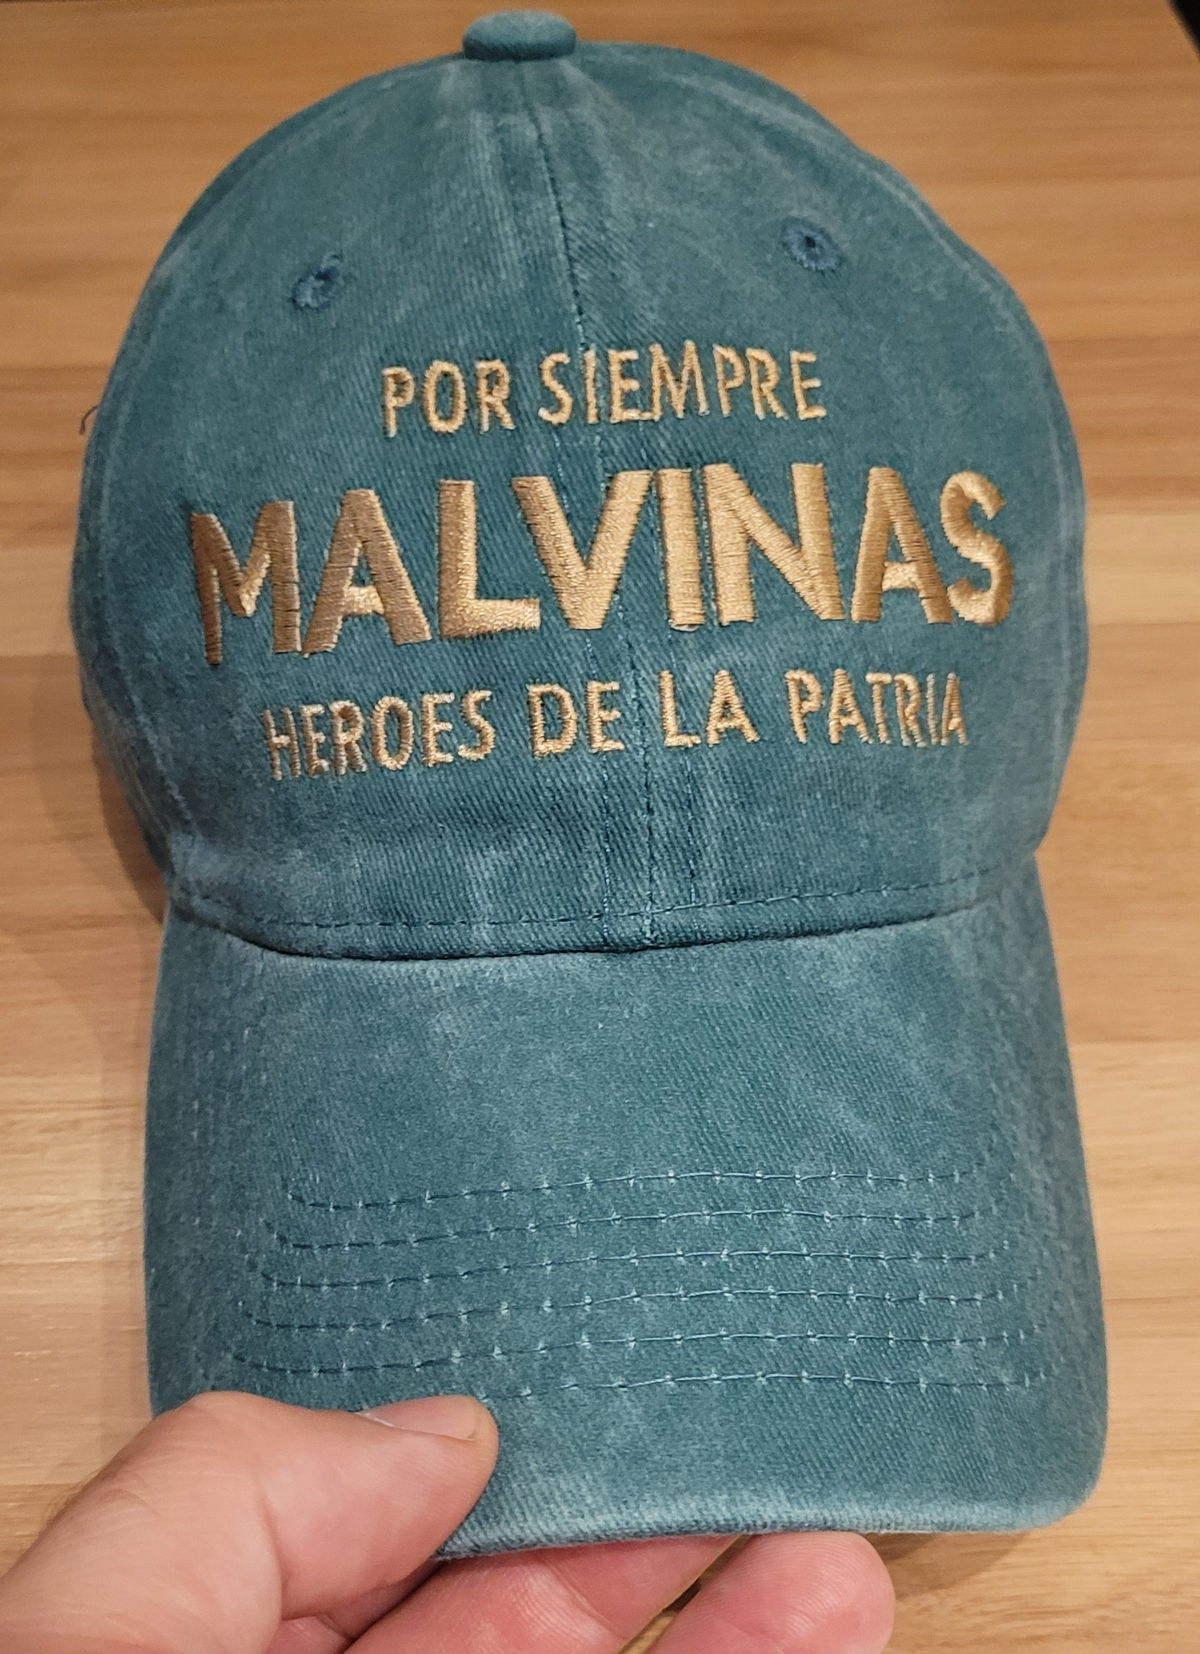 POR SIEMPRE
MALVINAS
HEROES DE LA PATRIA